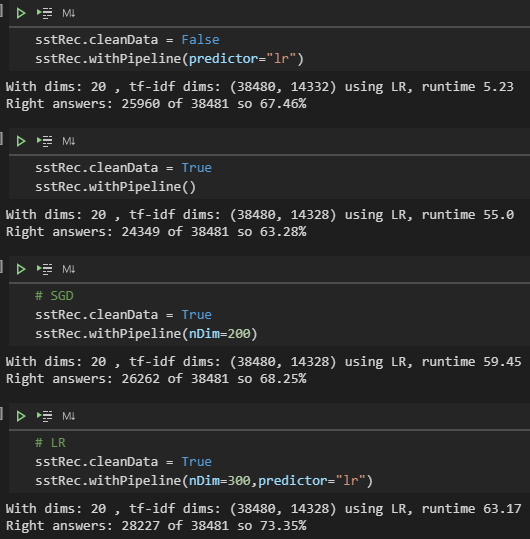 ] M↓
sstRec.cleanData = False
sstRec.withPipeline(predictor="lr")
With dims: 20 , tf-idf dims: (38480, 14332) using LR, runtime 5.23
Right answers: 25960 of 38481 so 67.46%
] M↓
sstRec.cleanData = True
sstRec.withPipeline()
With dims: 20 , tf-idf dims: (38480, 14328) using LR, runtime 55.0
Right answers: 24349 of 38481 so 63.28%
] M↓
# SGD
sstRec.cleanData = True
sstRec.withPipeline(nDim=200)
With dims: 20 , tf-idf dims: (38480, 14328) using LR, runtime 59.45
Right answers: 26262 of 38481 so 68.25%
] M↓
# LR
sstRec.cleanData = True
sstRec.withPipeline(nDim=300,predictor="lr")
With dims: 20 , tf-idf dims: (38480, 14328) using LR, runtime 63.17
Right answers: 28227 of 38481 so 73.35%